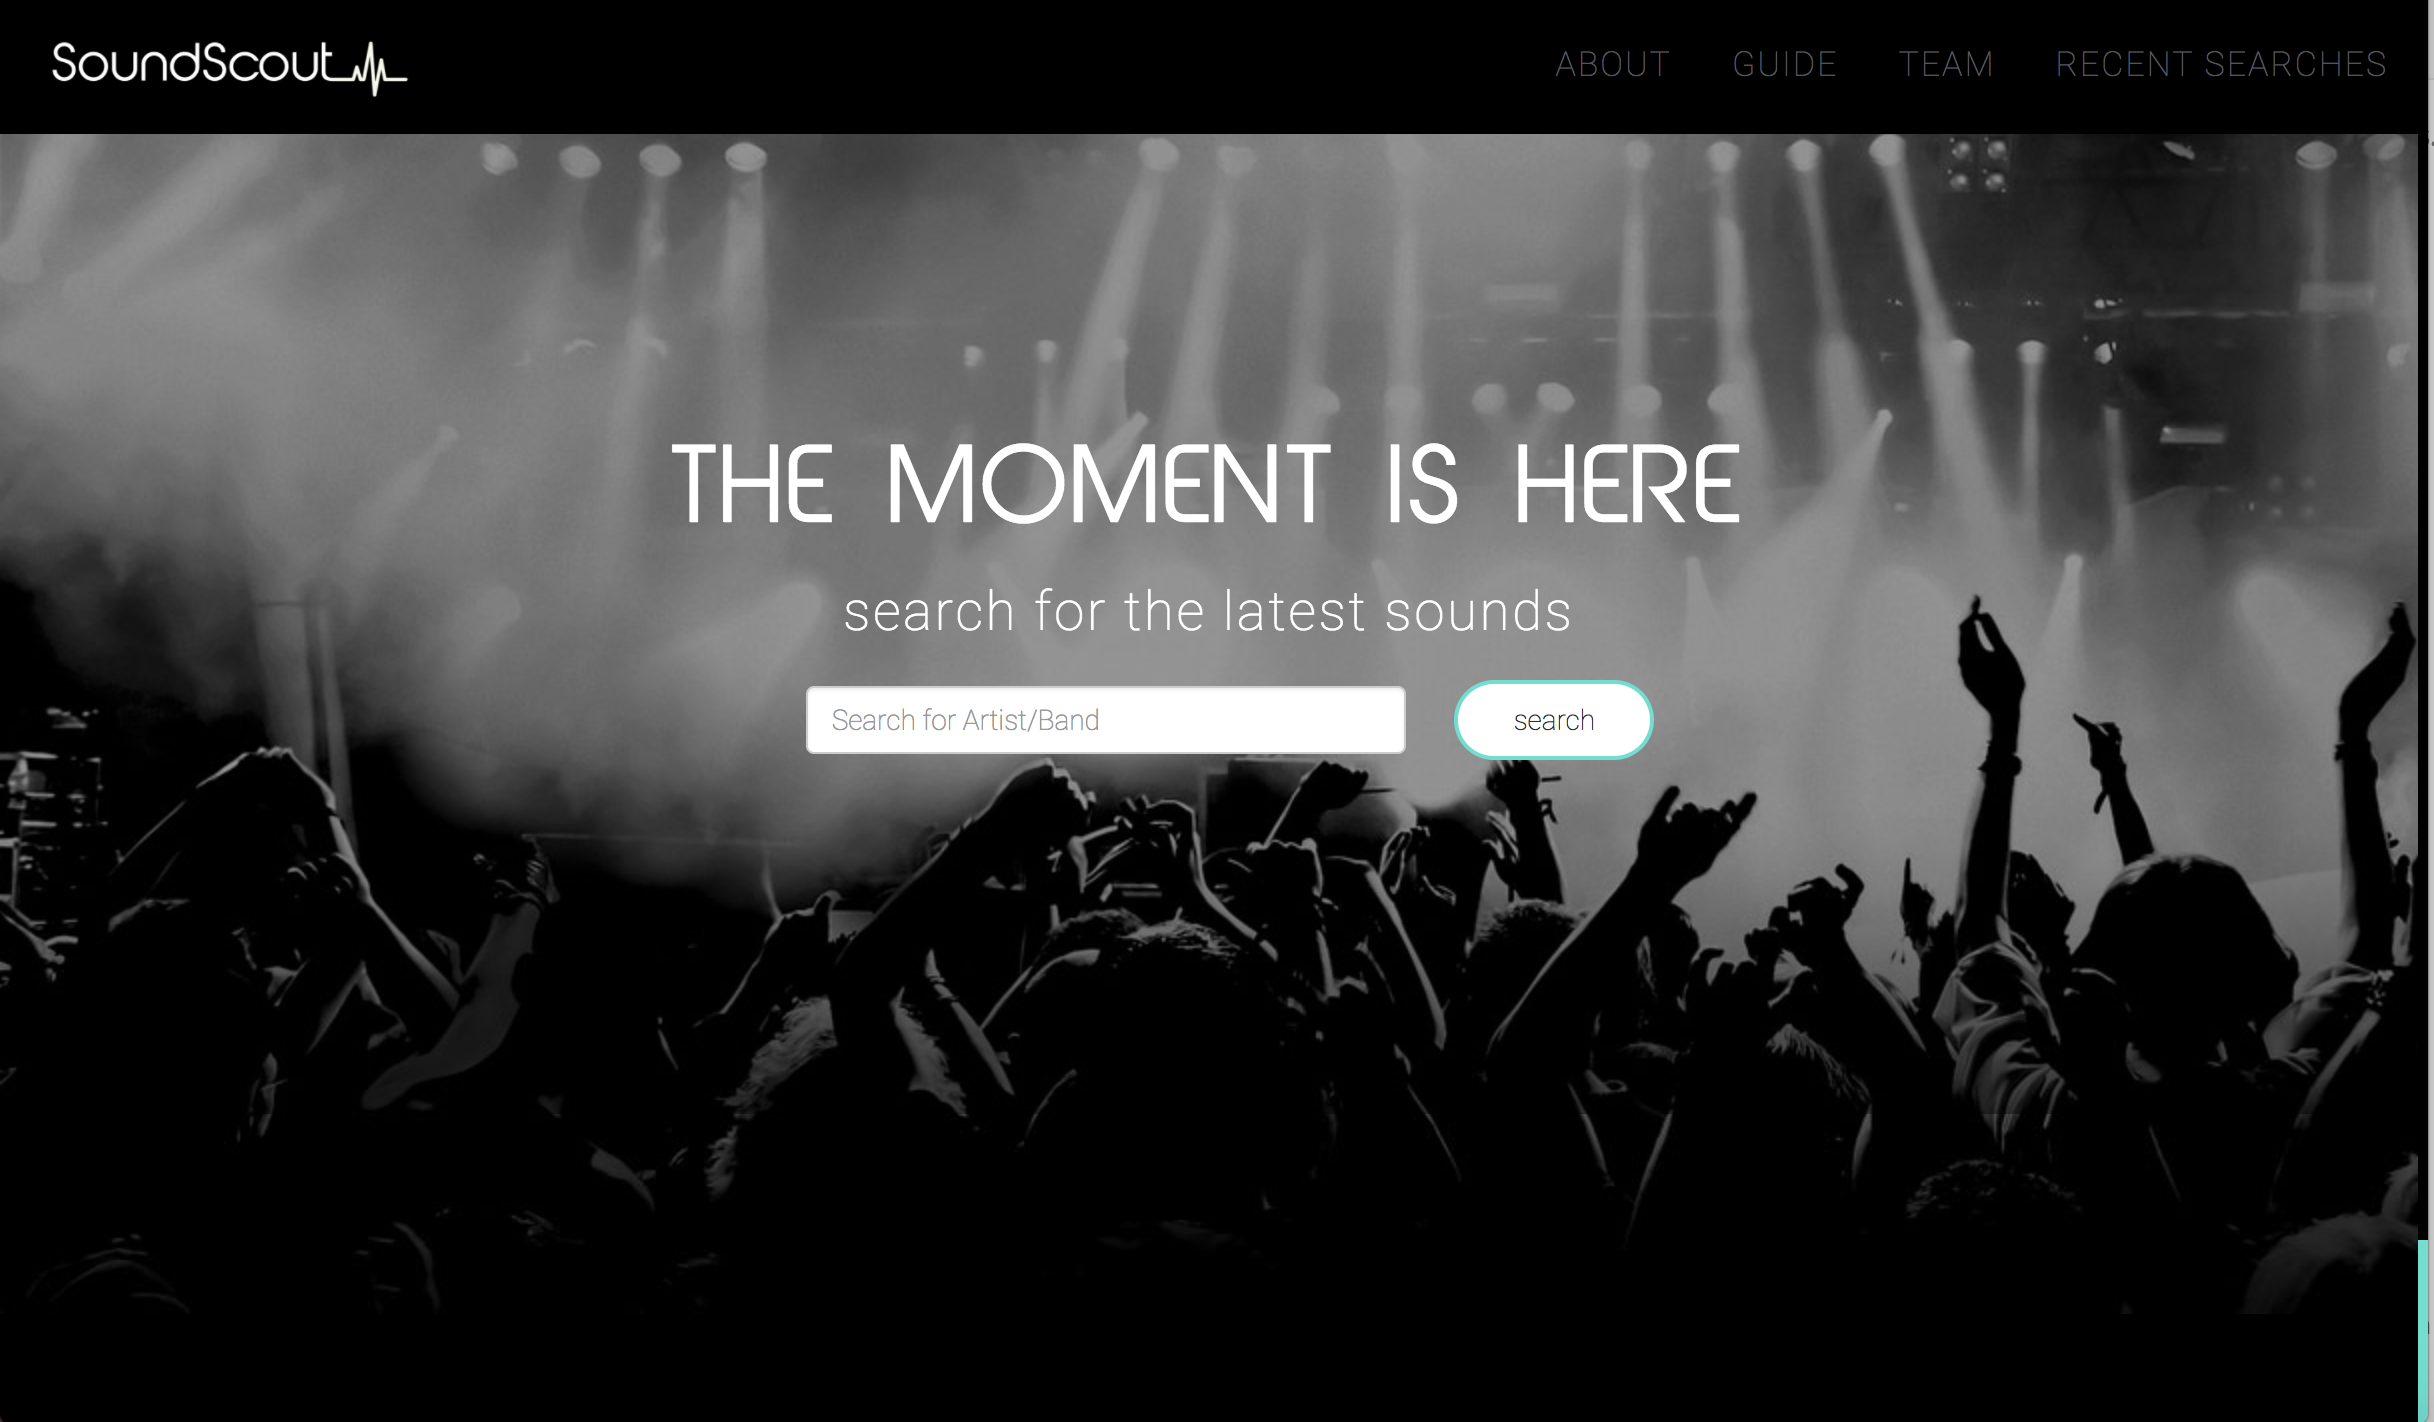 SoundScout
ABOUT GUIDE TEAM RECENT SEARCHES
THE MOMENT IS HERE
search for the latest sounds
Search for Artist/Band
search